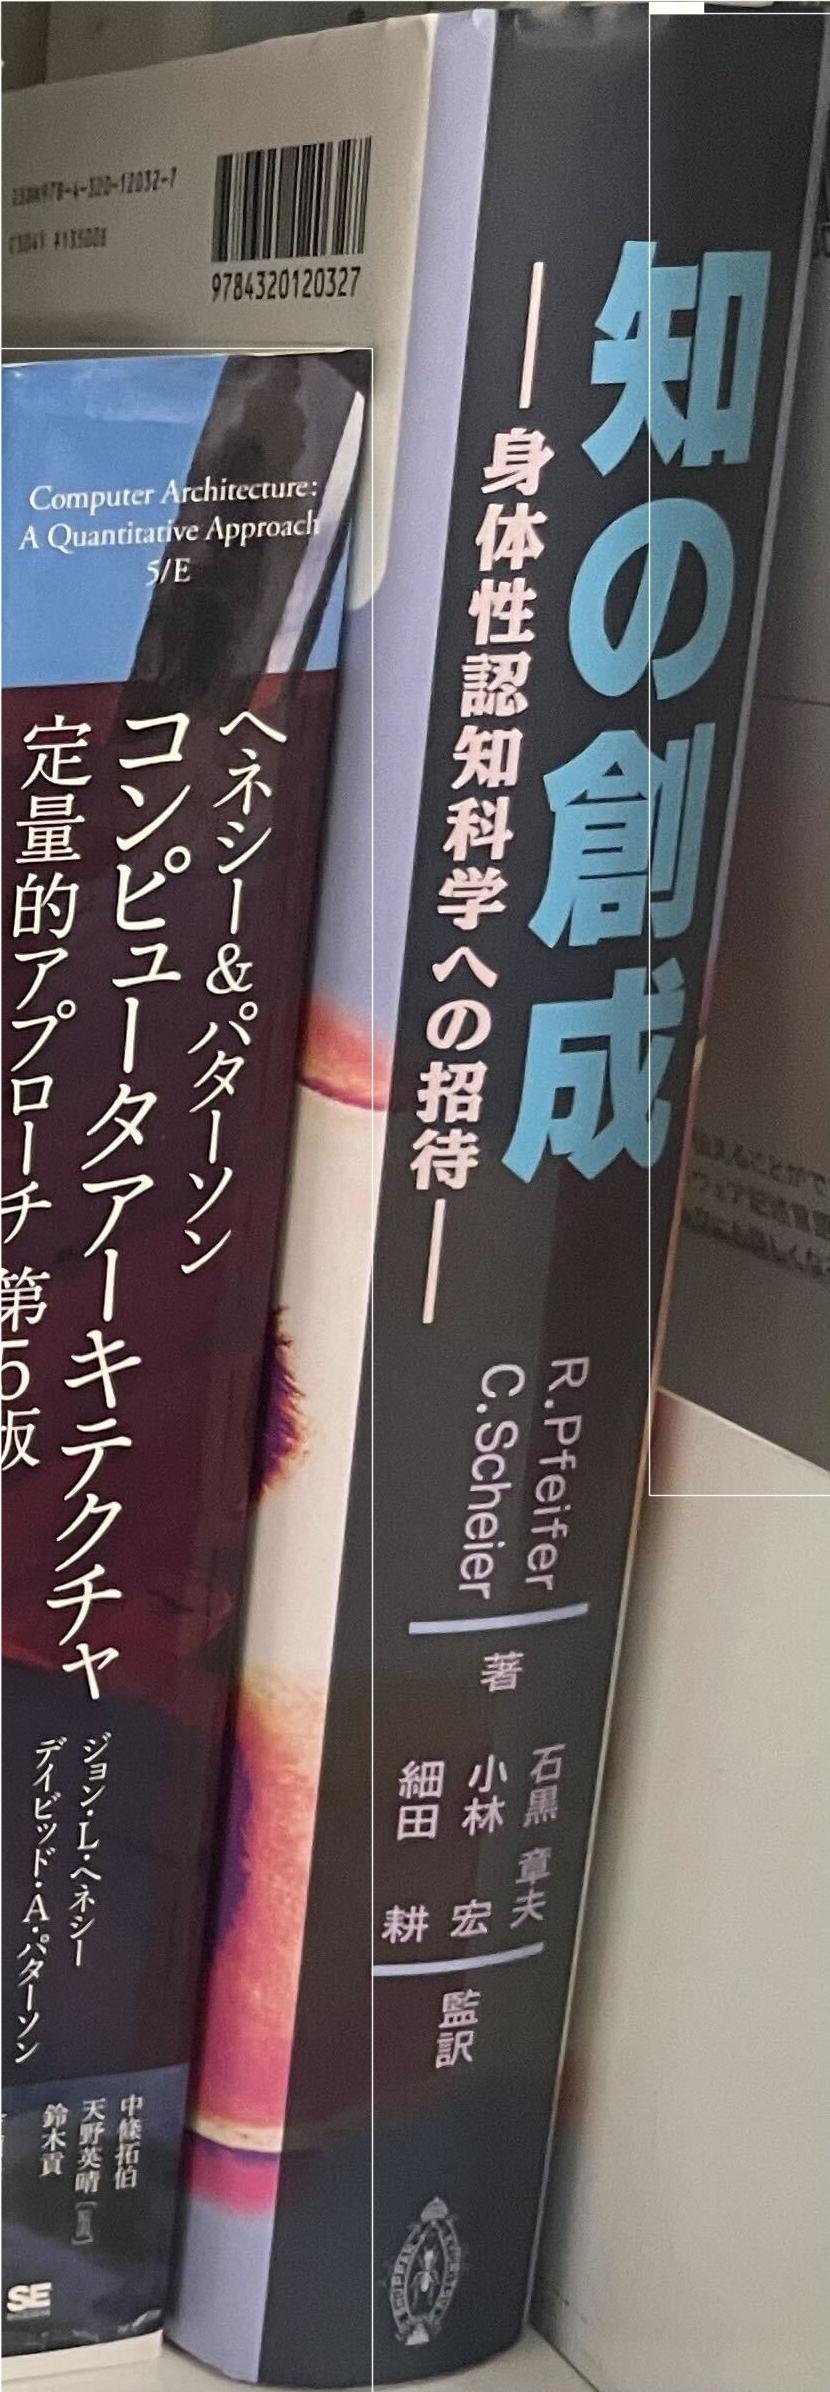 ISBN978-4-320-12032-7
C3041 ¥13500E
9784320120327
Computer Architecture:
A Quantitative Approach
5/E
ヘネシー&パターソン
コンピュータアーキテクチャ
定量的アプローチ 第5版
ジョン・L・ヘネシー
デイビッド・A・パターソン
中條拓伯
天野英晴
鈴木貢
SE
知の創成
―身体性認知科学への招待―
R.Pfeifer
C.Scheier
著
石黒 章夫
小林 宏
細田 耕
監訳